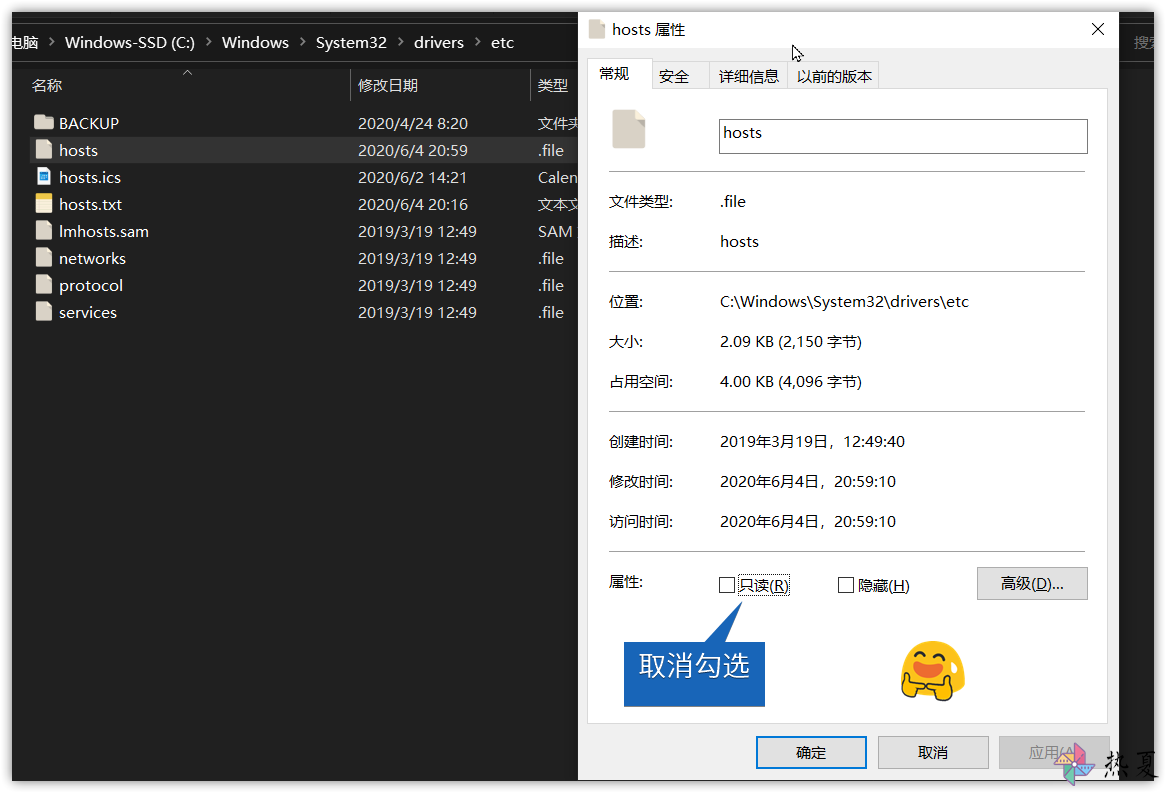 电脑 > Windows-SSD (C:) > Windows > System32 > drivers > etc
名称 修改日期 类型
BACKUP 2020/4/24 8:20 文件夹
hosts 2020/6/4 20:59 .file
hosts.ics 2020/6/2 14:21 Calen
hosts.txt 2020/6/4 20:16 文本文
lmhosts.sam 2019/3/19 12:49 SAM
networks 2019/3/19 12:49 .file
protocol 2019/3/19 12:49 .file
services 2019/3/19 12:49 .file
hosts 属性
搜索
常规 安全 详细信息 以前的版本
hosts
文件类型: .file
描述: hosts
位置: C:\Windows\System32\drivers\etc
大小: 2.09 KB (2,150 字节)
占用空间: 4.00 KB (4,096 字节)
创建时间: 2019年3月19日，12:49:40
修改时间: 2020年6月4日，20:59:10
访问时间: 2020年6月4日，20:59:10
属性: 只读(R) 隐藏(H) 高级(D)...
取消勾选
确定 取消 应用(A)
热夏